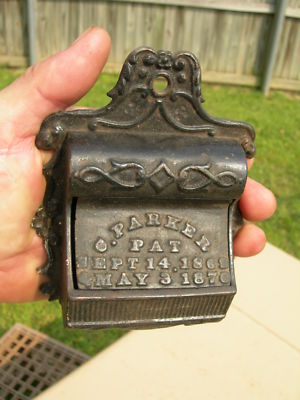 C. PARKER
PAT
SEPT 14, 1869
& MAY 3, 1870